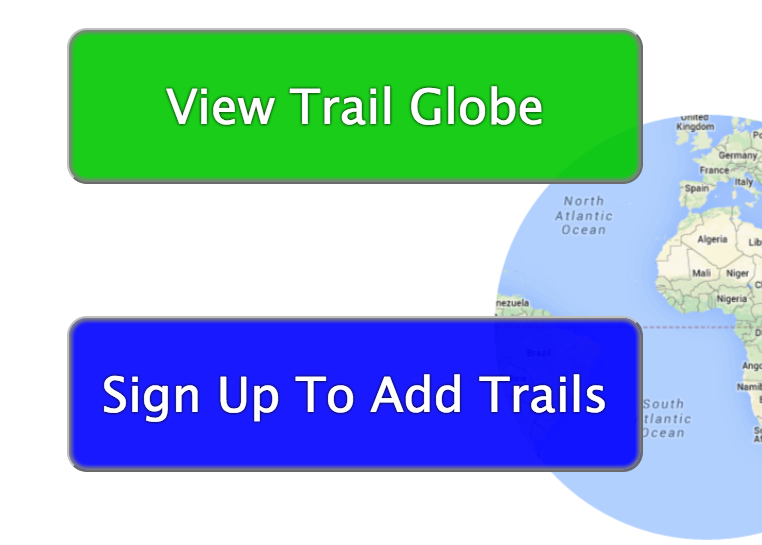 View Trail Globe
United
Kingdom
Germany
France
Spain
Italy
North
Atlantic
Ocean
Algeria
Mali
Niger
Nigeria
nezuela
Brazil
Sign Up To Add Trails
South
tlantic
Ocean
Ango
Namib